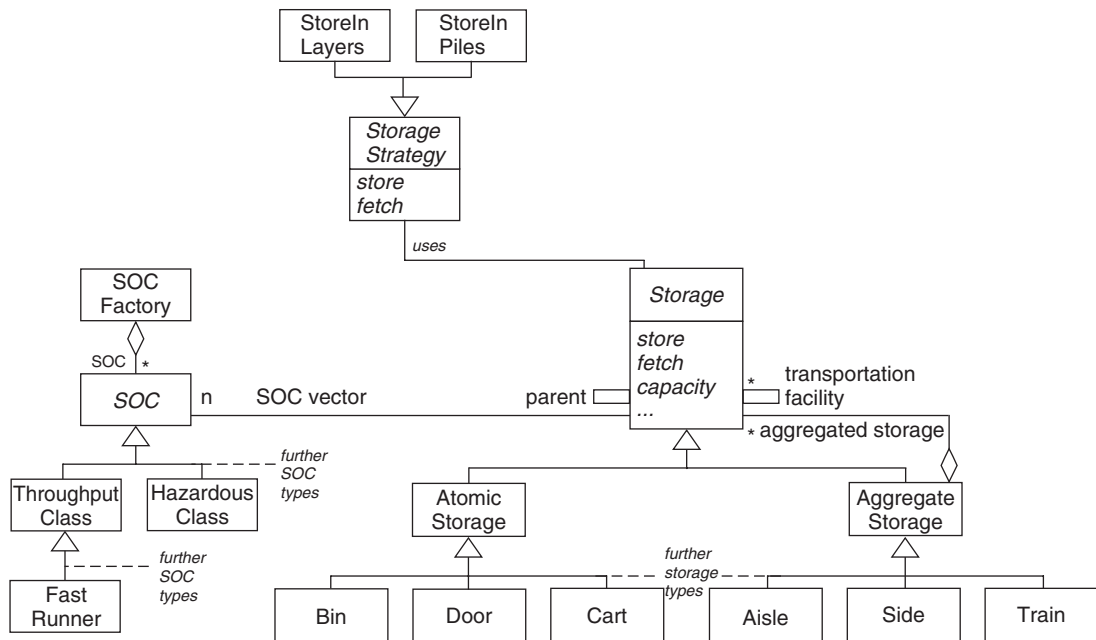 StoreIn
Layers
StoreIn
Piles
Storage
Strategy
store
fetch
uses
SOC
Factory
SOC *
SOC
n SOC vector
Storage
store
fetch
capacity
...
parent
* transportation
facility
* aggregated storage
further
SOC
types
Throughput
Class
Hazardous
Class
further
SOC
types
Fast
Runner
Atomic
Storage
Aggregate
Storage
further
storage
types
Bin
Door
Cart
Aisle
Side
Train